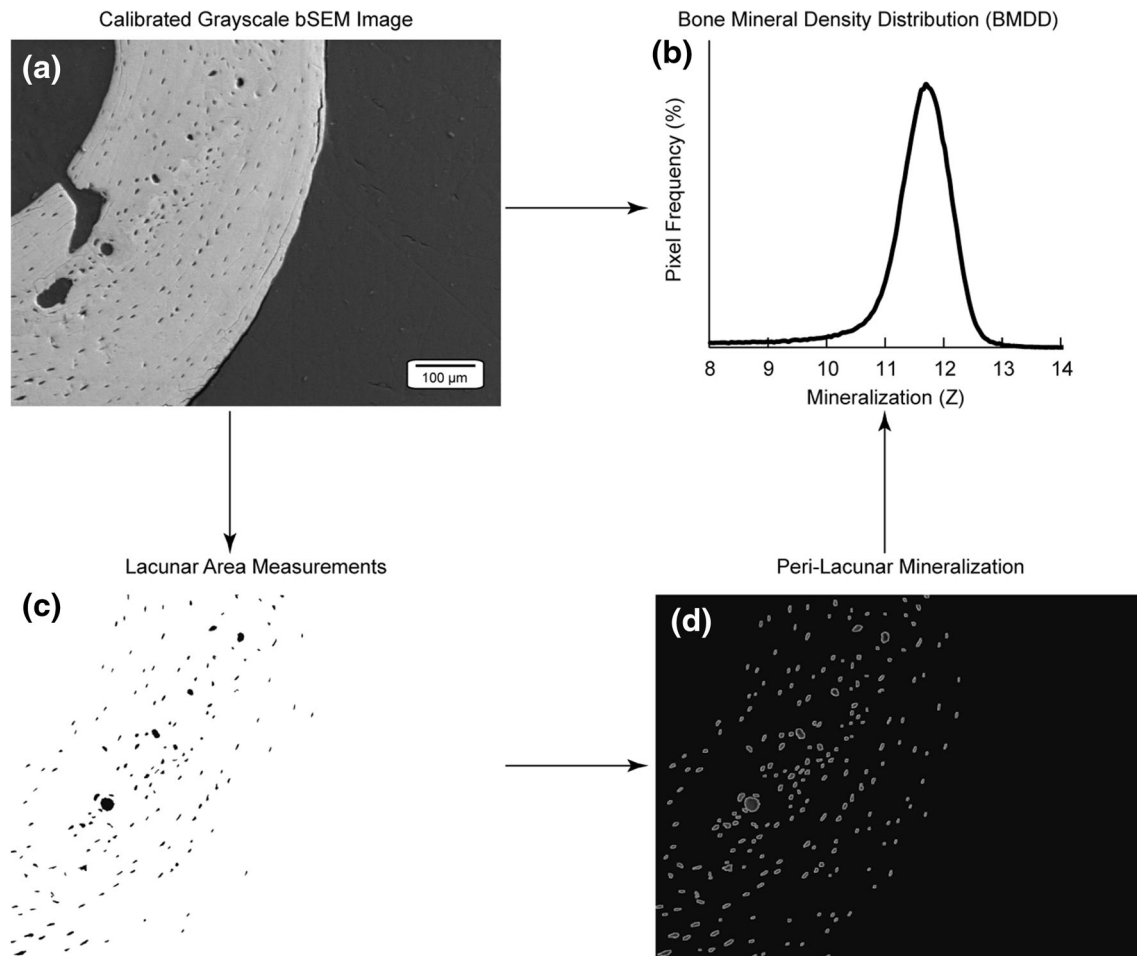 Calibrated Grayscale bSEM Image
(a)
100 µm
Bone Mineral Density Distribution (BMDD)
(b)
Pixel Frequency (%)
8 9 10 11 12 13 14
Mineralization (Z)
Lacunar Area Measurements
(c)
Peri-Lacunar Mineralization
(d)